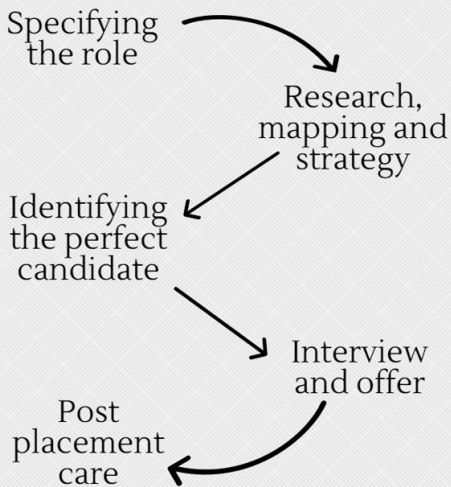 Specifying
the role
Research,
mapping and
strategy
Identifying
the perfect
candidate
Interview
and offer
Post
placement
care